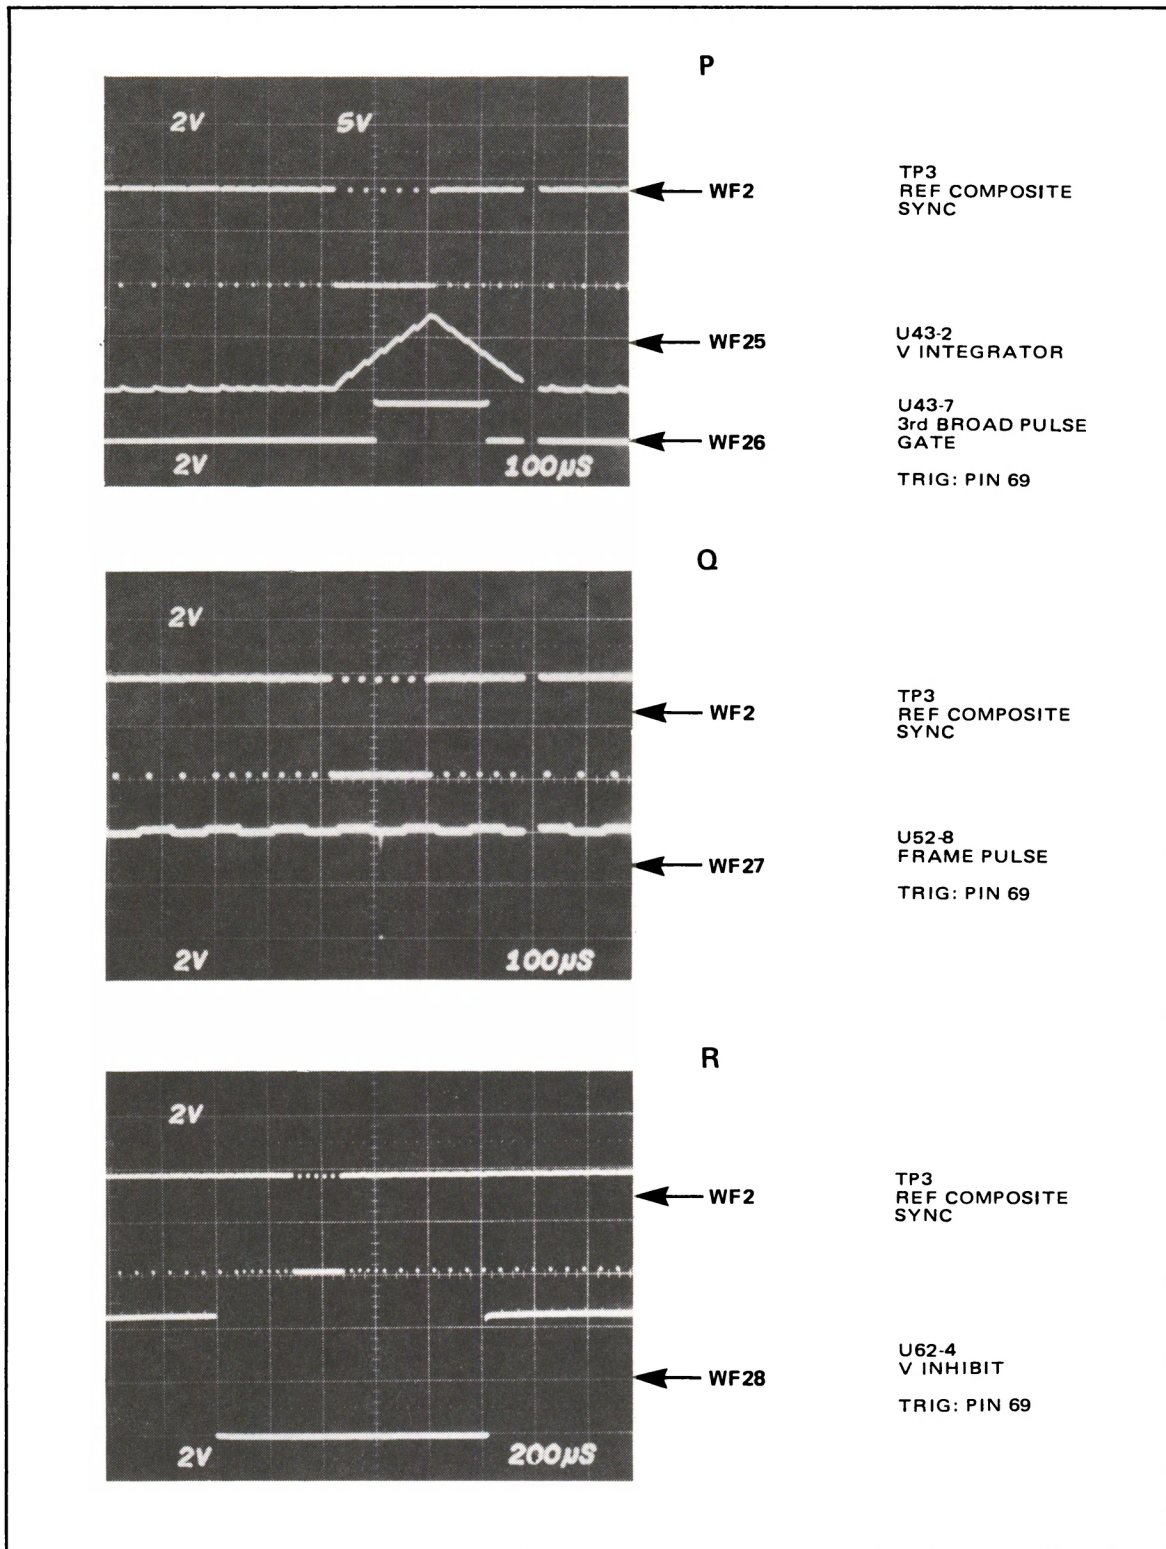 P
2V 5V
WF2
TP3
REF COMPOSITE
SYNC
WF25
U43-2
V INTEGRATOR
WF26
U43-7
3rd BROAD PULSE
GATE
2V 100µS
TRIG: PIN 69
Q
2V
WF2
TP3
REF COMPOSITE
SYNC
WF27
U52-8
FRAME PULSE
TRIG: PIN 69
2V 100µS
R
2V
WF2
TP3
REF COMPOSITE
SYNC
WF28
U62-4
V INHIBIT
TRIG: PIN 69
2V 200µS